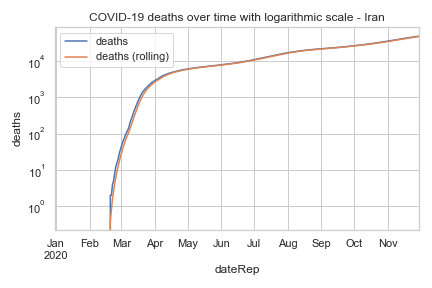 COVID-19 deaths over time with logarithmic scale - Iran
deaths
deaths (rolling)
10⁴
10³
10²
10¹
10⁰
deaths
Jan Feb Mar Apr May Jun Jul Aug Sep Oct Nov
2020
dateRep